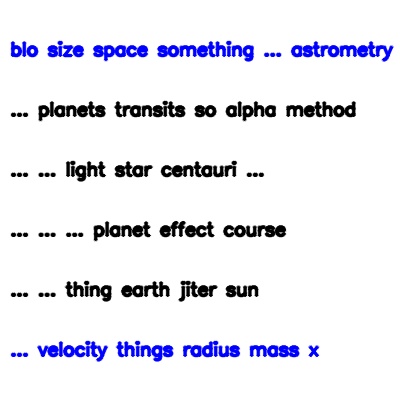 blo size space something ... astrometry
... planets transits so alpha method
... ... light star centauri ...
... ... ... planet effect course
... ... thing earth jiter sun
... velocity things radius mass x